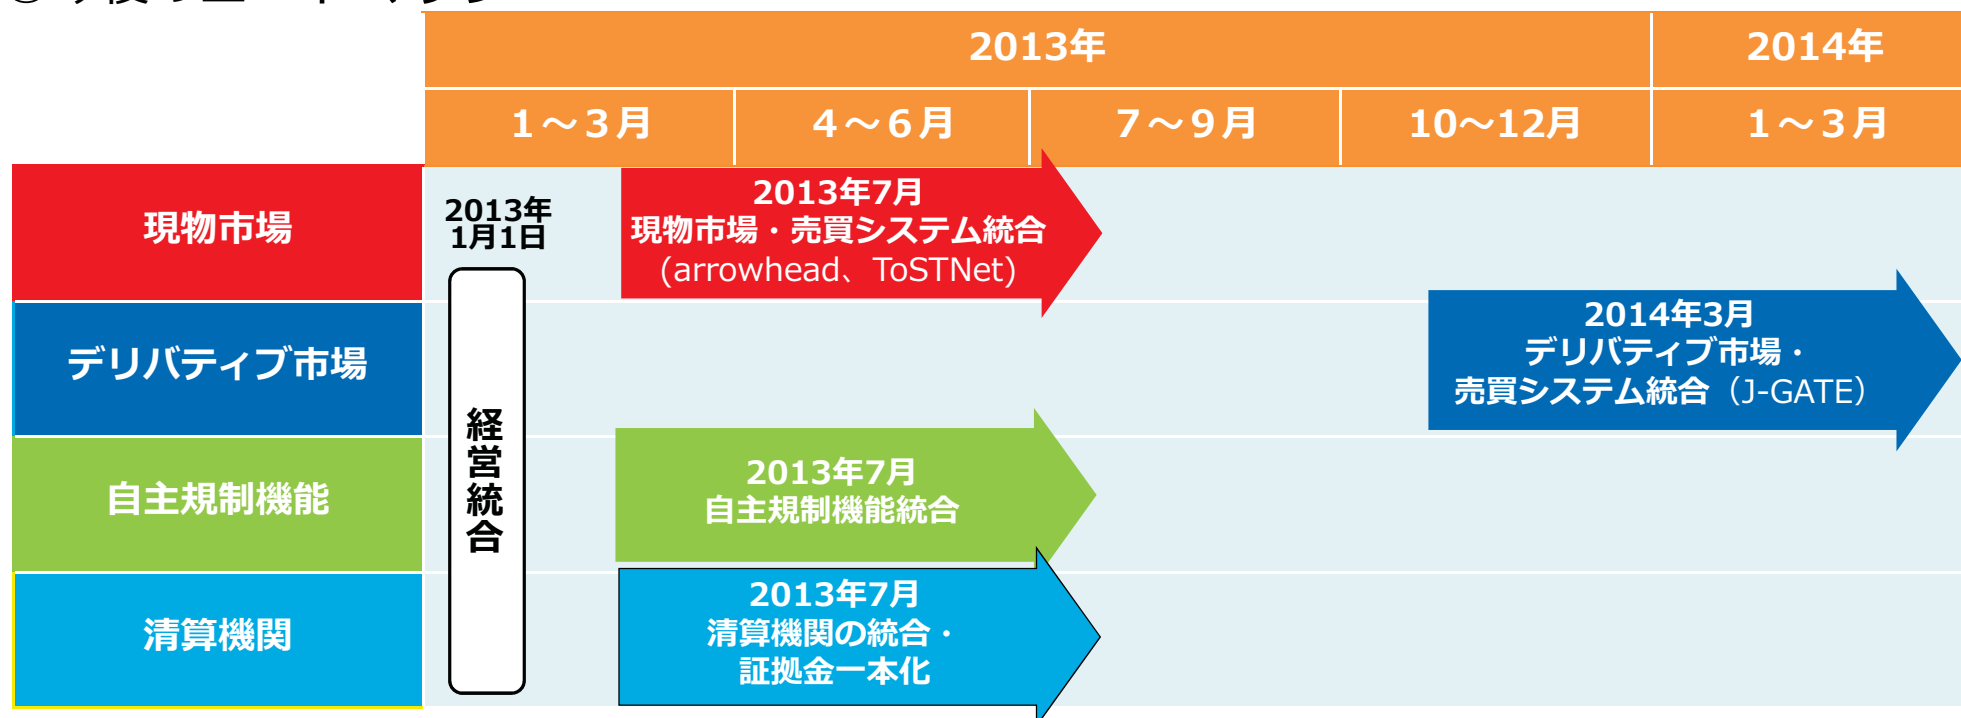 2013年
2014年
1～3月
4～6月
7～9月
10～12月
1～3月
現物市場
2013年
1月1日
2013年7月
現物市場・売買システム統合
(arrowhead、ToSTNet)
デリバティブ市場
2014年3月
デリバティブ市場・
売買システム統合（J-GATE）
経営統合
自主規制機能
2013年7月
自主規制機能統合
清算機関
2013年7月
清算機関の統合・
証拠金一本化